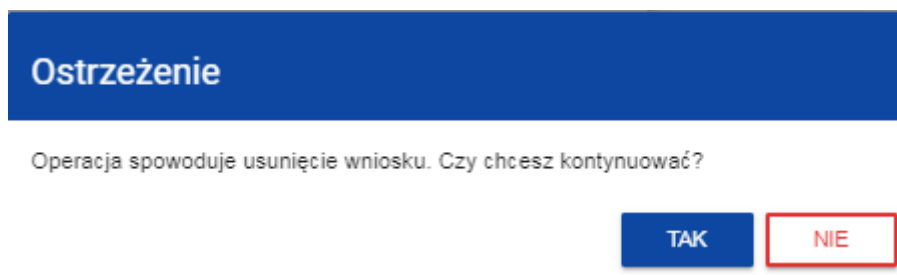 Ostrzeżenie
Operacja spowoduje usunięcie wniosku. Czy chcesz kontynuować?
TAK NIE